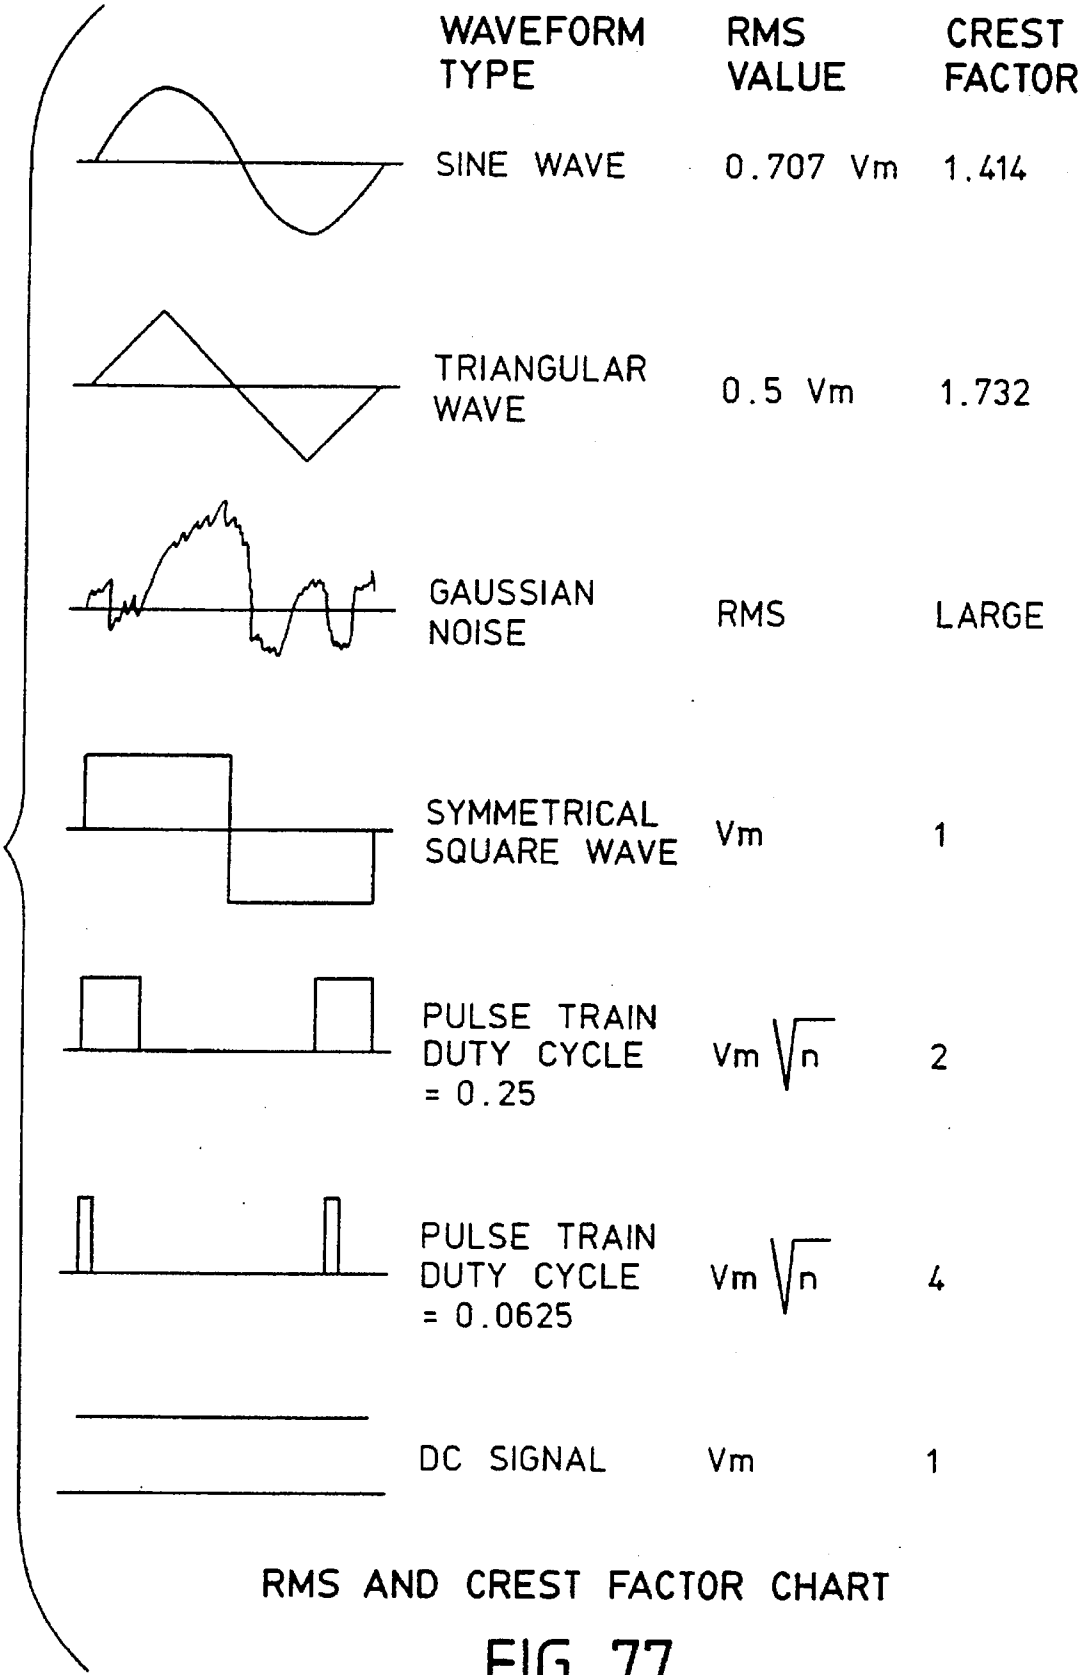 WAVEFORM TYPE RMS VALUE CREST FACTOR
SINE WAVE 0.707 Vm 1.414
TRIANGULAR WAVE 0.5 Vm 1.732
GAUSSIAN NOISE RMS LARGE
SYMMETRICAL SQUARE WAVE Vm 1
PULSE TRAIN DUTY CYCLE = 0.25 Vm √n 2
PULSE TRAIN DUTY CYCLE = 0.0625 Vm √n 4
DC SIGNAL Vm 1
RMS AND CREST FACTOR CHART
FIG 77